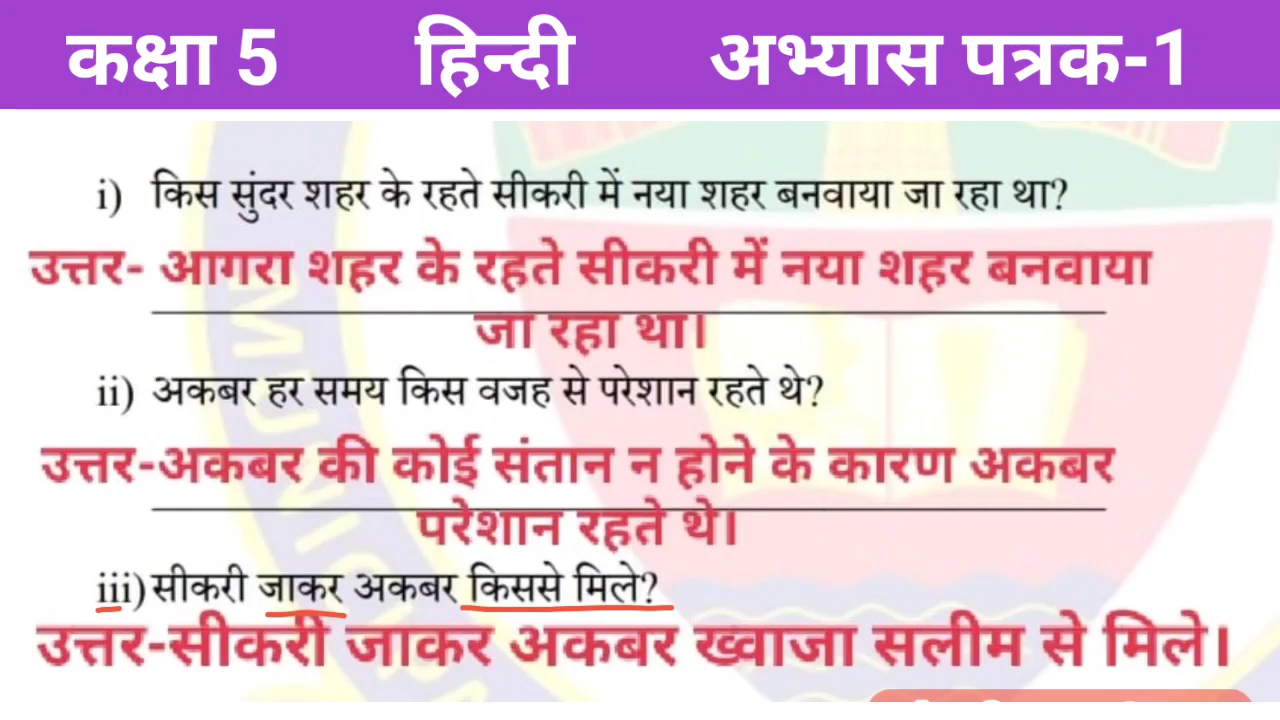 कक्षा 5 हिन्दी अभ्यास पत्रक-1
i) किस सुंदर शहर के रहते सीकरी में नया शहर बनवाया जा रहा था?
उत्तर- आगरा शहर के रहते सीकरी में नया शहर बनवाया
जा रहा था।
ii) अकबर हर समय किस वजह से परेशान रहते थे?
उत्तर-अकबर की कोई संतान न होने के कारण अकबर
परेशान रहते थे।
iii) सीकरी जाकर अकबर किससे मिले?
उत्तर-सीकरी जाकर अकबर ख्वाजा सलीम से मिले।